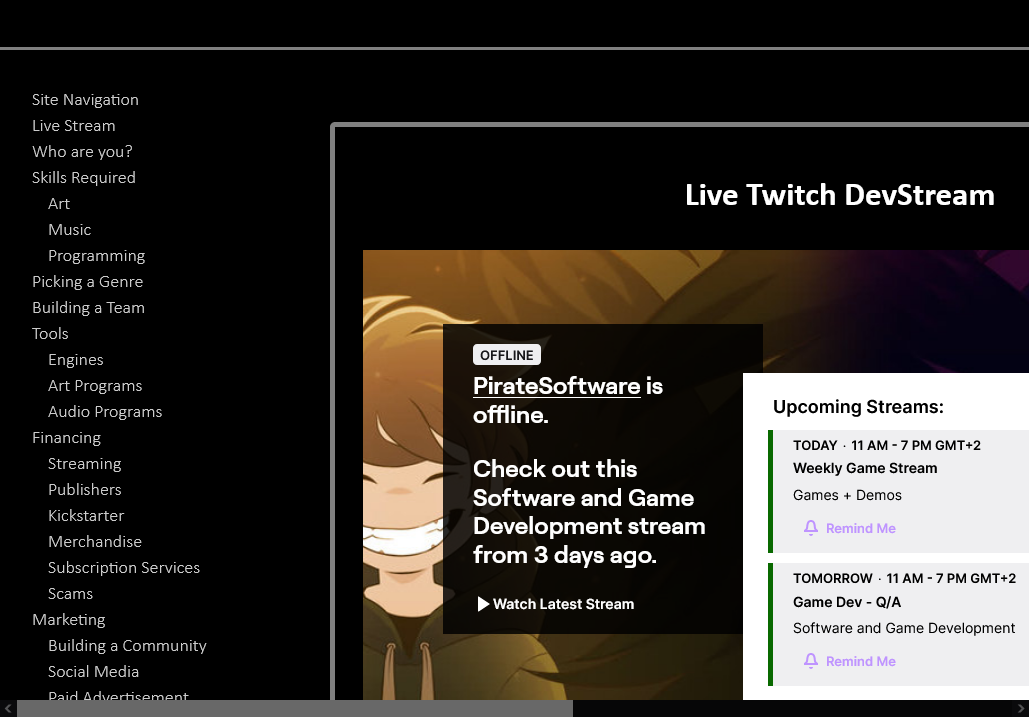 Site Navigation
Live Stream
Who are you?
Skills Required
Art
Music
Programming
Picking a Genre
Building a Team
Tools
Engines
Art Programs
Audio Programs
Financing
Streaming
Publishers
Kickstarter
Merchandise
Subscription Services
Scams
Marketing
Building a Community
Social Media
Paid Advertisement
Live Twitch DevStream
OFFLINE
PirateSoftware is
offline.
Check out this
Software and Game
Development stream
from 3 days ago.
Watch Latest Stream
Upcoming Streams:
TODAY · 11 AM - 7 PM GMT+2
Weekly Game Stream
Games + Demos
Remind Me
TOMORROW · 11 AM - 7 PM GMT+2
Game Dev - Q/A
Software and Game Development
Remind Me